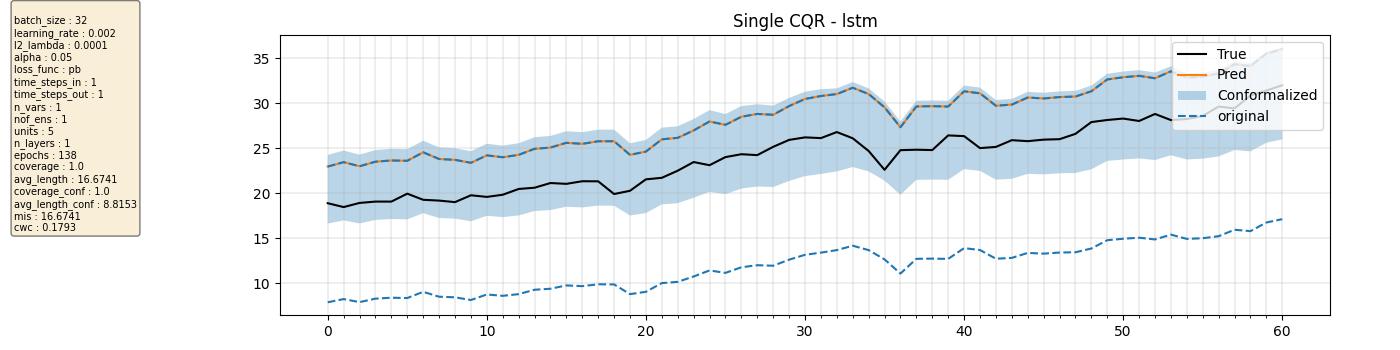 batch_size : 32
learning_rate : 0.002
l2_lambda : 0.0001
alpha : 0.05
loss_func : pb
time_steps_in : 1
time_steps_out : 1
n_vars : 1
nof_ens : 1
units : 5
n_layers : 1
epochs : 138
coverage : 1.0
avg_length : 16.6741
coverage_conf : 1.0
avg_length_conf : 8.8153
mis : 16.6741
cwc : 0.1793
Single CQR - lstm
35
30
25
20
15
10
0 10 20 30 40 50 60
True
Pred
Conformalized
original